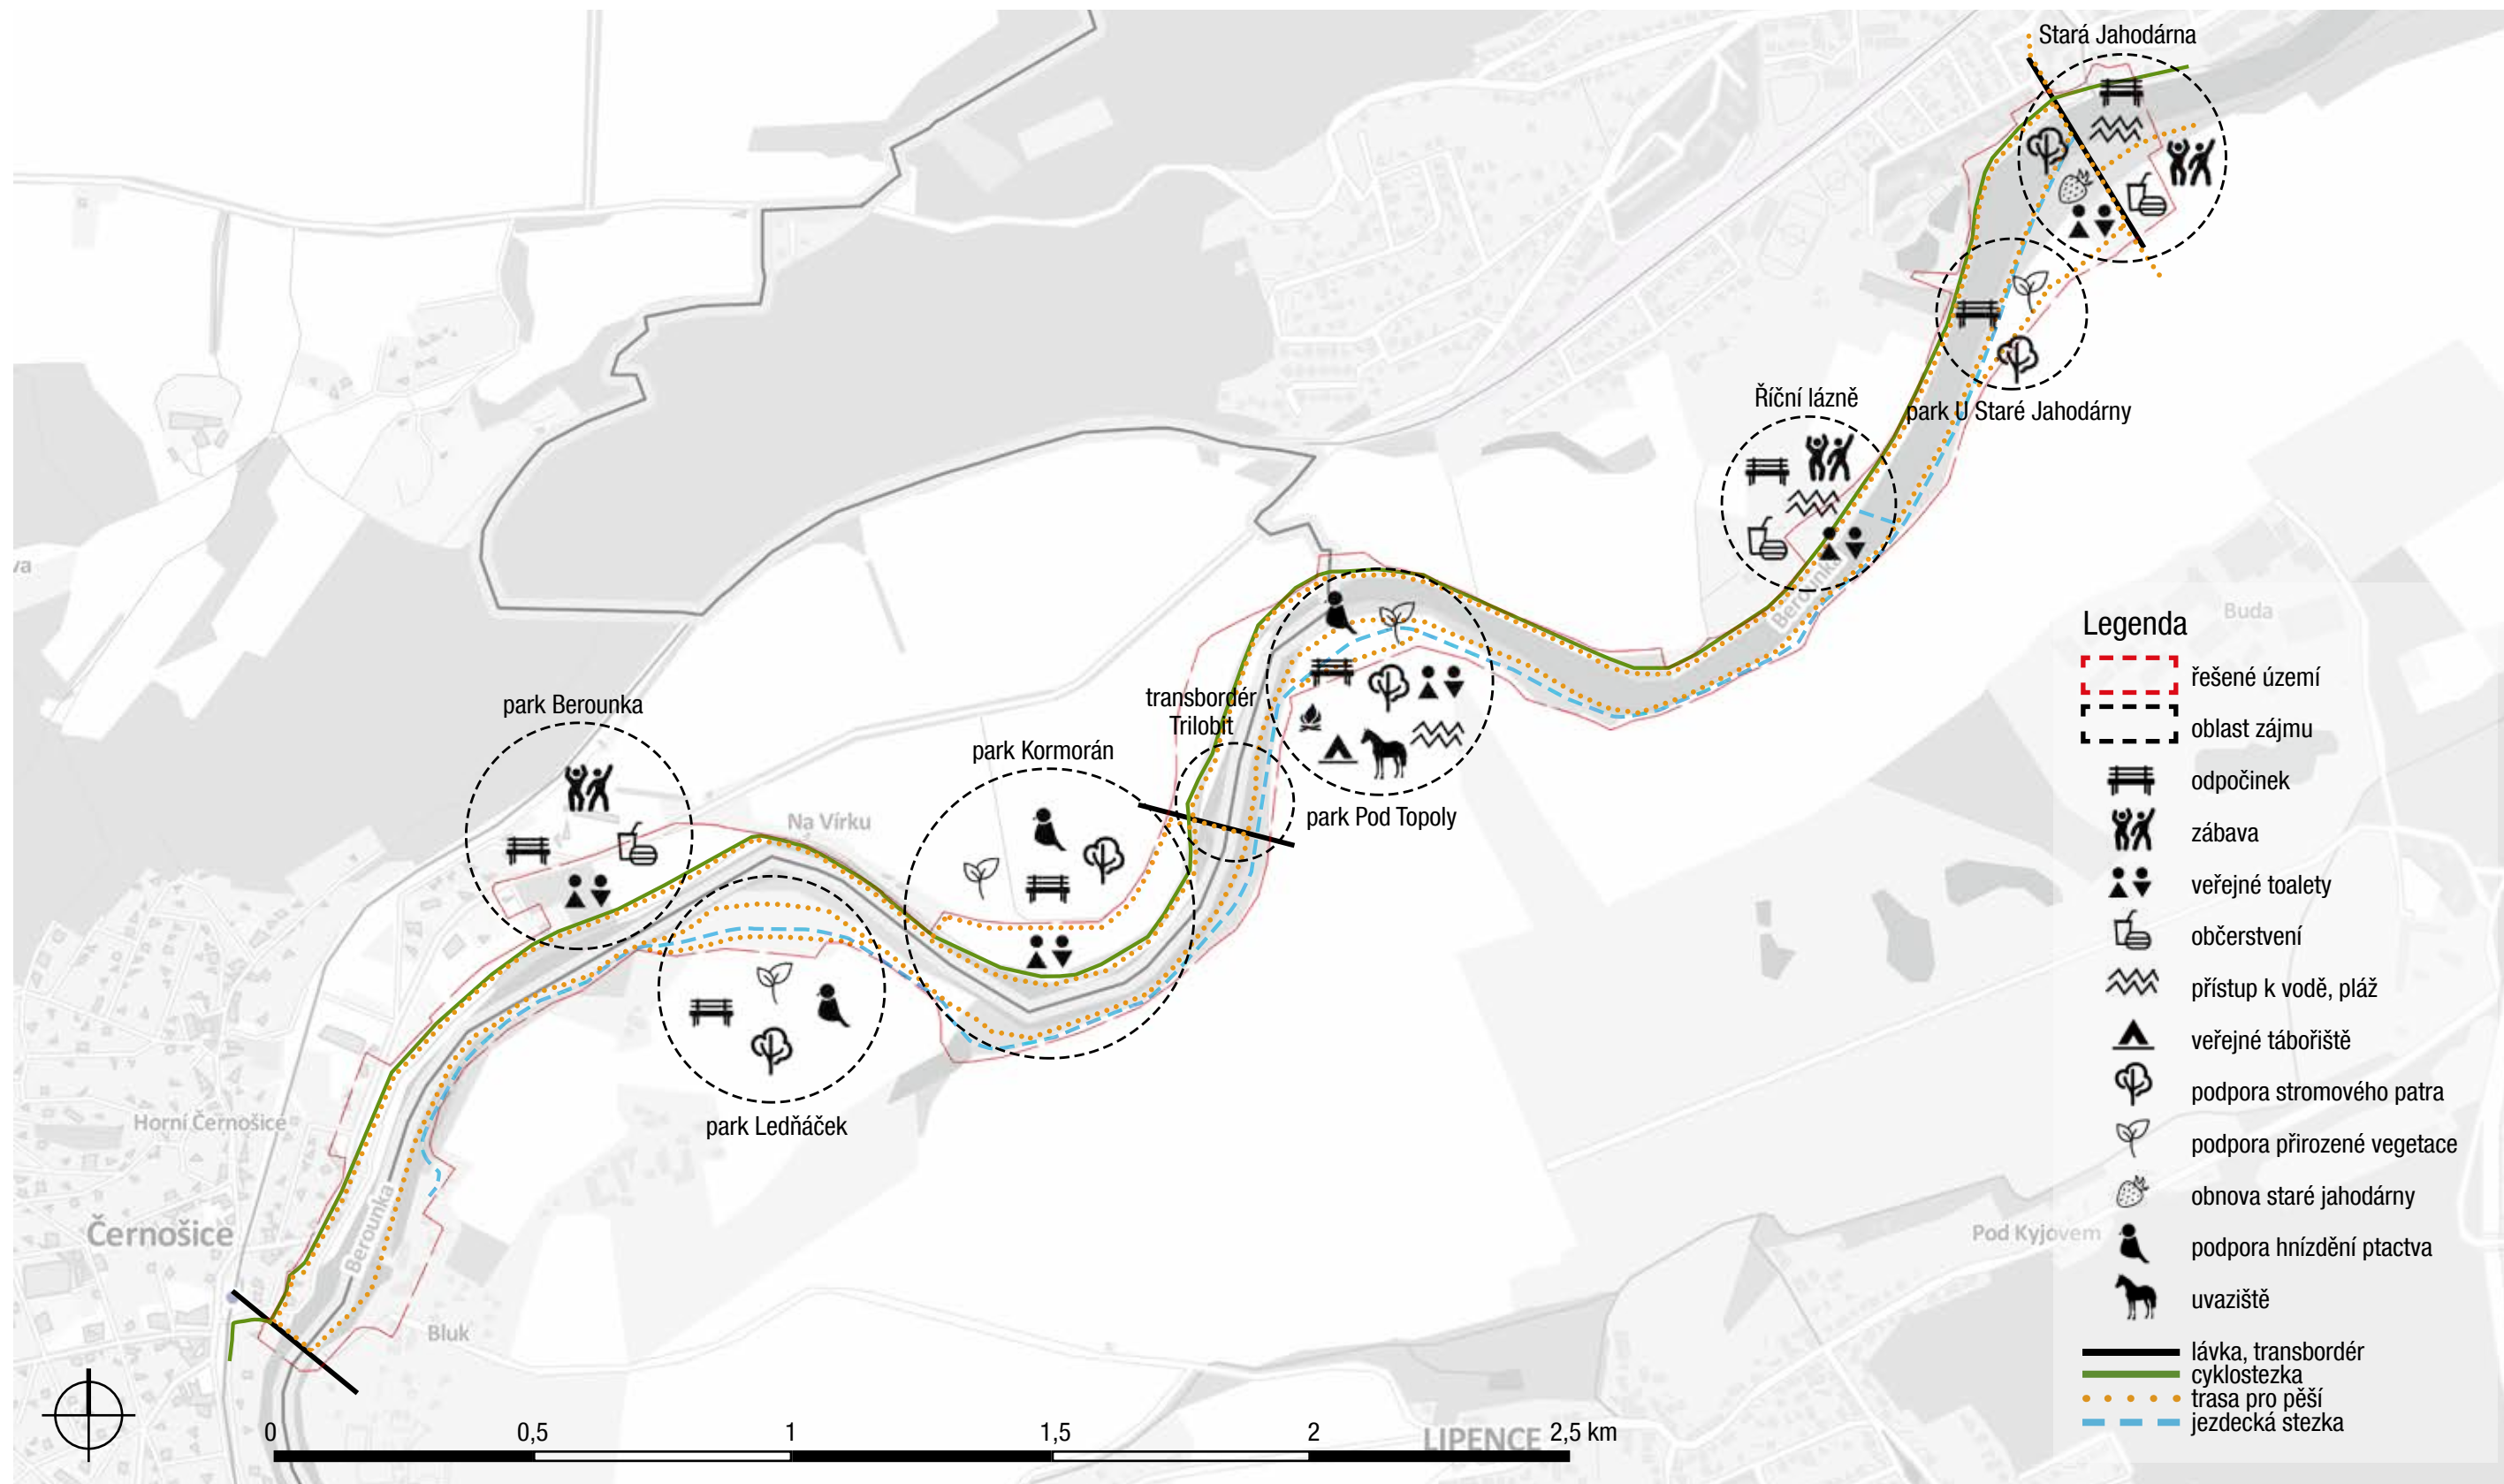 Stará Jahodárna
Říční lázně
park U Staré Jahodárny
Berounka
Buda
park Berounka
transbordér
Trilobit
park Kormorán
Na Vírku
park Pod Topoly
park Ledňáček
Horní Černošice
Černošice
Berounka
Bluk
Pod Kyjovem
LIPENCE
va
Legenda
řešené území
oblast zájmu
odpočinek
zábava
veřejné toalety
občerstvení
přístup k vodě, pláž
veřejné tábořiště
podpora stromového patra
podpora přirozené vegetace
obnova staré jahodárny
podpora hnízdění ptactva
uvaziště
lávka, transbordér
cyklostezka
trasa pro pěší
jezdecká stezka
0 0,5 1 1,5 2 2,5 km